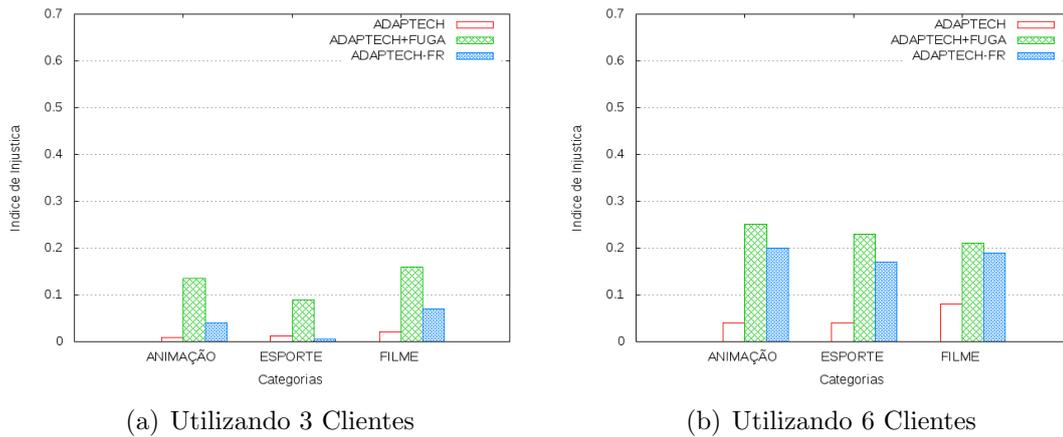 0.7
0.6
0.5
0.4
0.3
0.2
0.1
0
Indice de Injustica
ADAPTECH
ADAPTECH+FUGA
ADAPTECH-FR
ANIMAÇÃO ESPORTE FILME
Categorias
(a) Utilizando 3 Clientes
0.7
0.6
0.5
0.4
0.3
0.2
0.1
0
Indice de Injustica
ADAPTECH
ADAPTECH+FUGA
ADAPTECH-FR
ANIMAÇÃO ESPORTE FILME
Categorias
(b) Utilizando 6 Clientes